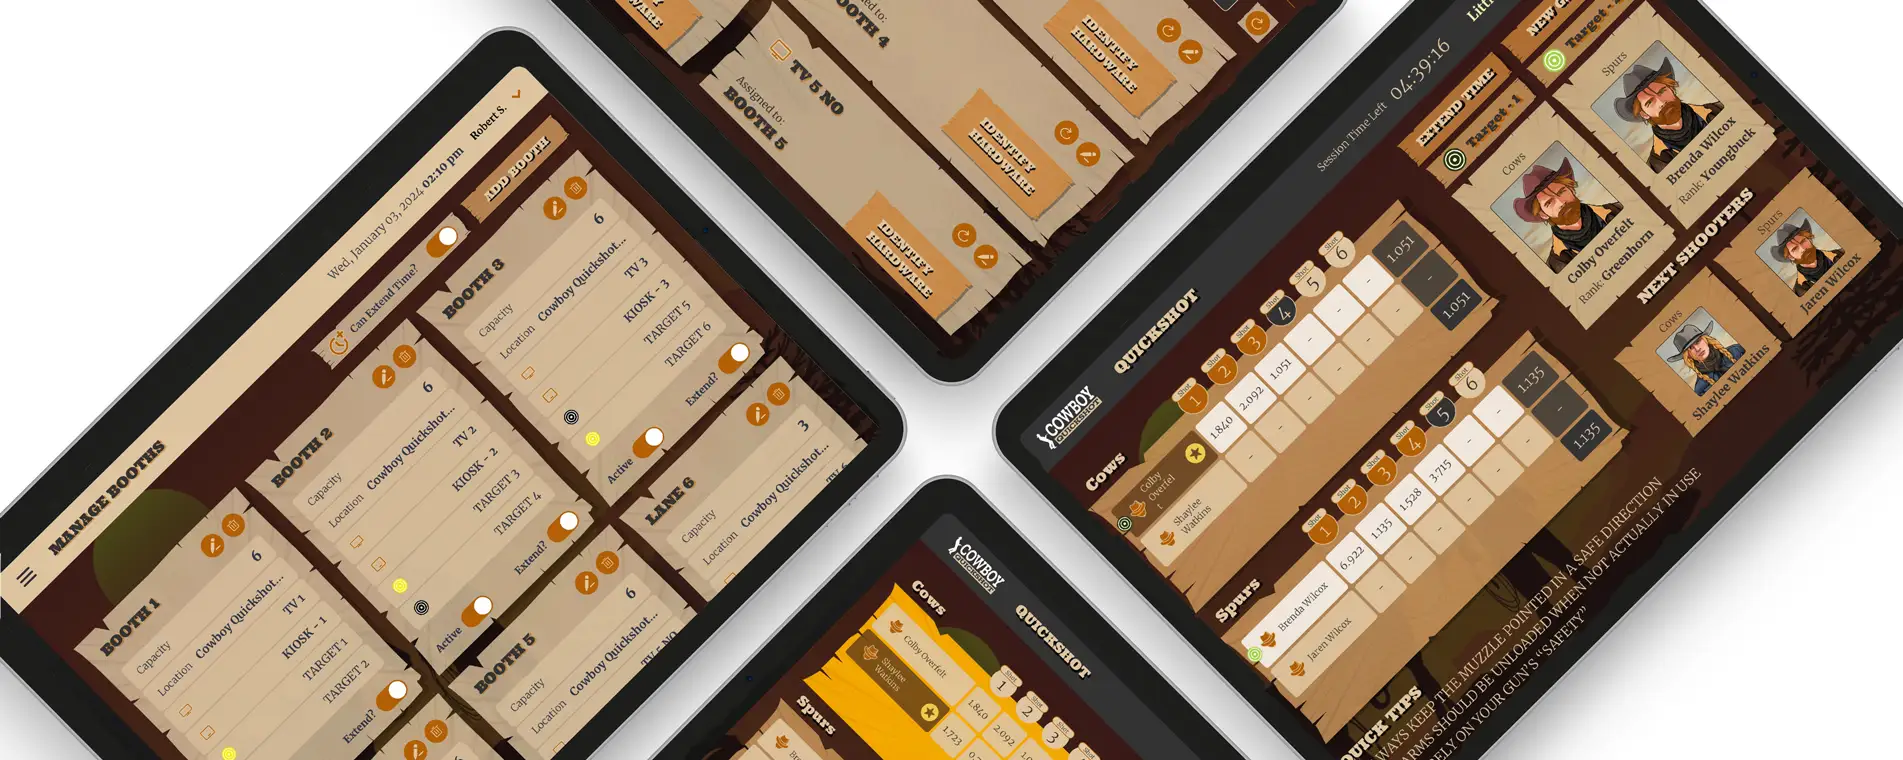 MANAGE BOOTHS
Wed, January 03, 2024 02:10 pm
Robert S.
Can Extend Time?
ADD BOOTH
BOOTH 1
6
Capacity
Location Cowboy Quickshot...
TV 1
KIOSK - 1
TARGET 1
TARGET 2
Extend?
BOOTH 2
6
Capacity
Location Cowboy Quickshot...
TV 2
KIOSK - 2
TARGET 3
TARGET 4
Active
Extend?
BOOTH 3
6
Capacity
Location Cowboy Quickshot...
TV 3
KIOSK - 3
TARGET 5
TARGET 6
Active
Extend?
BOOTH 5
6
Capacity
Location Cowboy Quickshot...
LANE 6
3
Capacity
Location Cowboy Quickshot...
BOOTH 4
IDENTIFY
HARDWARE
TV 5 NO
Assigned to:
BOOTH 5
IDENTIFY
HARDWARE
IDENTIFY
HARDWARE
COWBOY
QUICKSHOT
QUICKSHOT
Session Time Left 04:39:16
EXTEND TIME
Cows
Shot 1
Shot 2
Shot 3
Shot 4
Shot 5
Shot 6
Colby
Overfel
t
1.840
2.092
1.051
-
-
-
1.051
Shaylee
Watkins
-
-
-
-
-
-
-
1.051
Spurs
Shot 1
Shot 2
Shot 3
Shot 4
Shot 5
Shot 6
Brenda Wilcox
6.922
1.135
1.528
3.715
-
-
1.135
Jaren Wilcox
-
-
-
-
-
-
-
1.135
Target - 1
Cows
Colby Overfelt
Rank: Greenhorn
Target -
Spurs
Brenda Wilcox
Rank: Youngbuck
NEXT SHOOTERS
Cows
Shaylee Watkins
Spurs
Jaren Wilcox
QUICK TIPS
KEEP THE MUZZLE POINTED IN A SAFE DIRECTION
SHOULD BE UNLOADED WHEN NOT ACTUALLY IN USE
ON YOUR GUN'S "SAFETY"
COWBOY
QUICKSHOT
QUICKSHOT
Cows
1
2
3
Colby Overfelt
1.840
2.092
Shaylee
Watkins
1.723
Spurs